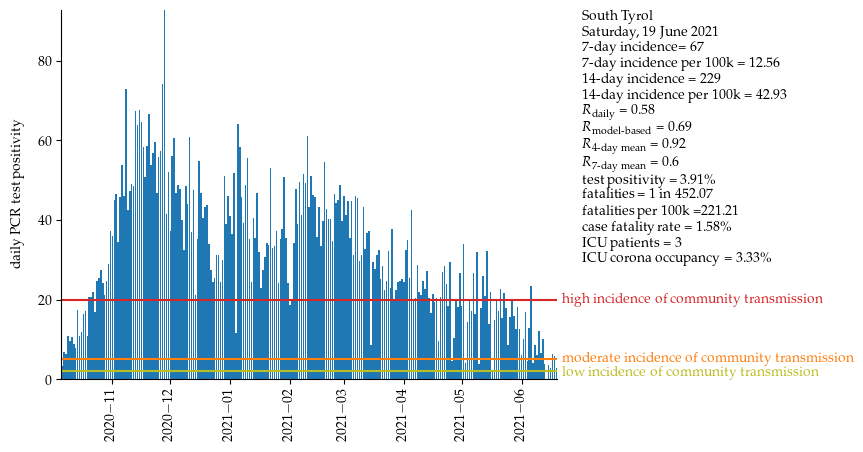 South Tyrol
Saturday, 19 June 2021
7-day incidence= 67
7-day incidence per 100k = 12.56
14-day incidence = 229
14-day incidence per 100k = 42.93
R daily = 0.58
R model-based = 0.69
R 4-day mean = 0.92
R 7-day mean = 0.6
test positivity = 3.91%
fatalities = 1 in 452.07
fatalities per 100k =221.21
case fatality rate = 1.58%
ICU patients = 3
ICU corona occupancy = 3.33%
daily PCR test positivity
80
60
40
20
0
high incidence of community transmission
moderate incidence of community transmission
low incidence of community transmission
2020−11
2020−12
2021−01
2021−02
2021−03
2021−04
2021−05
2021−06